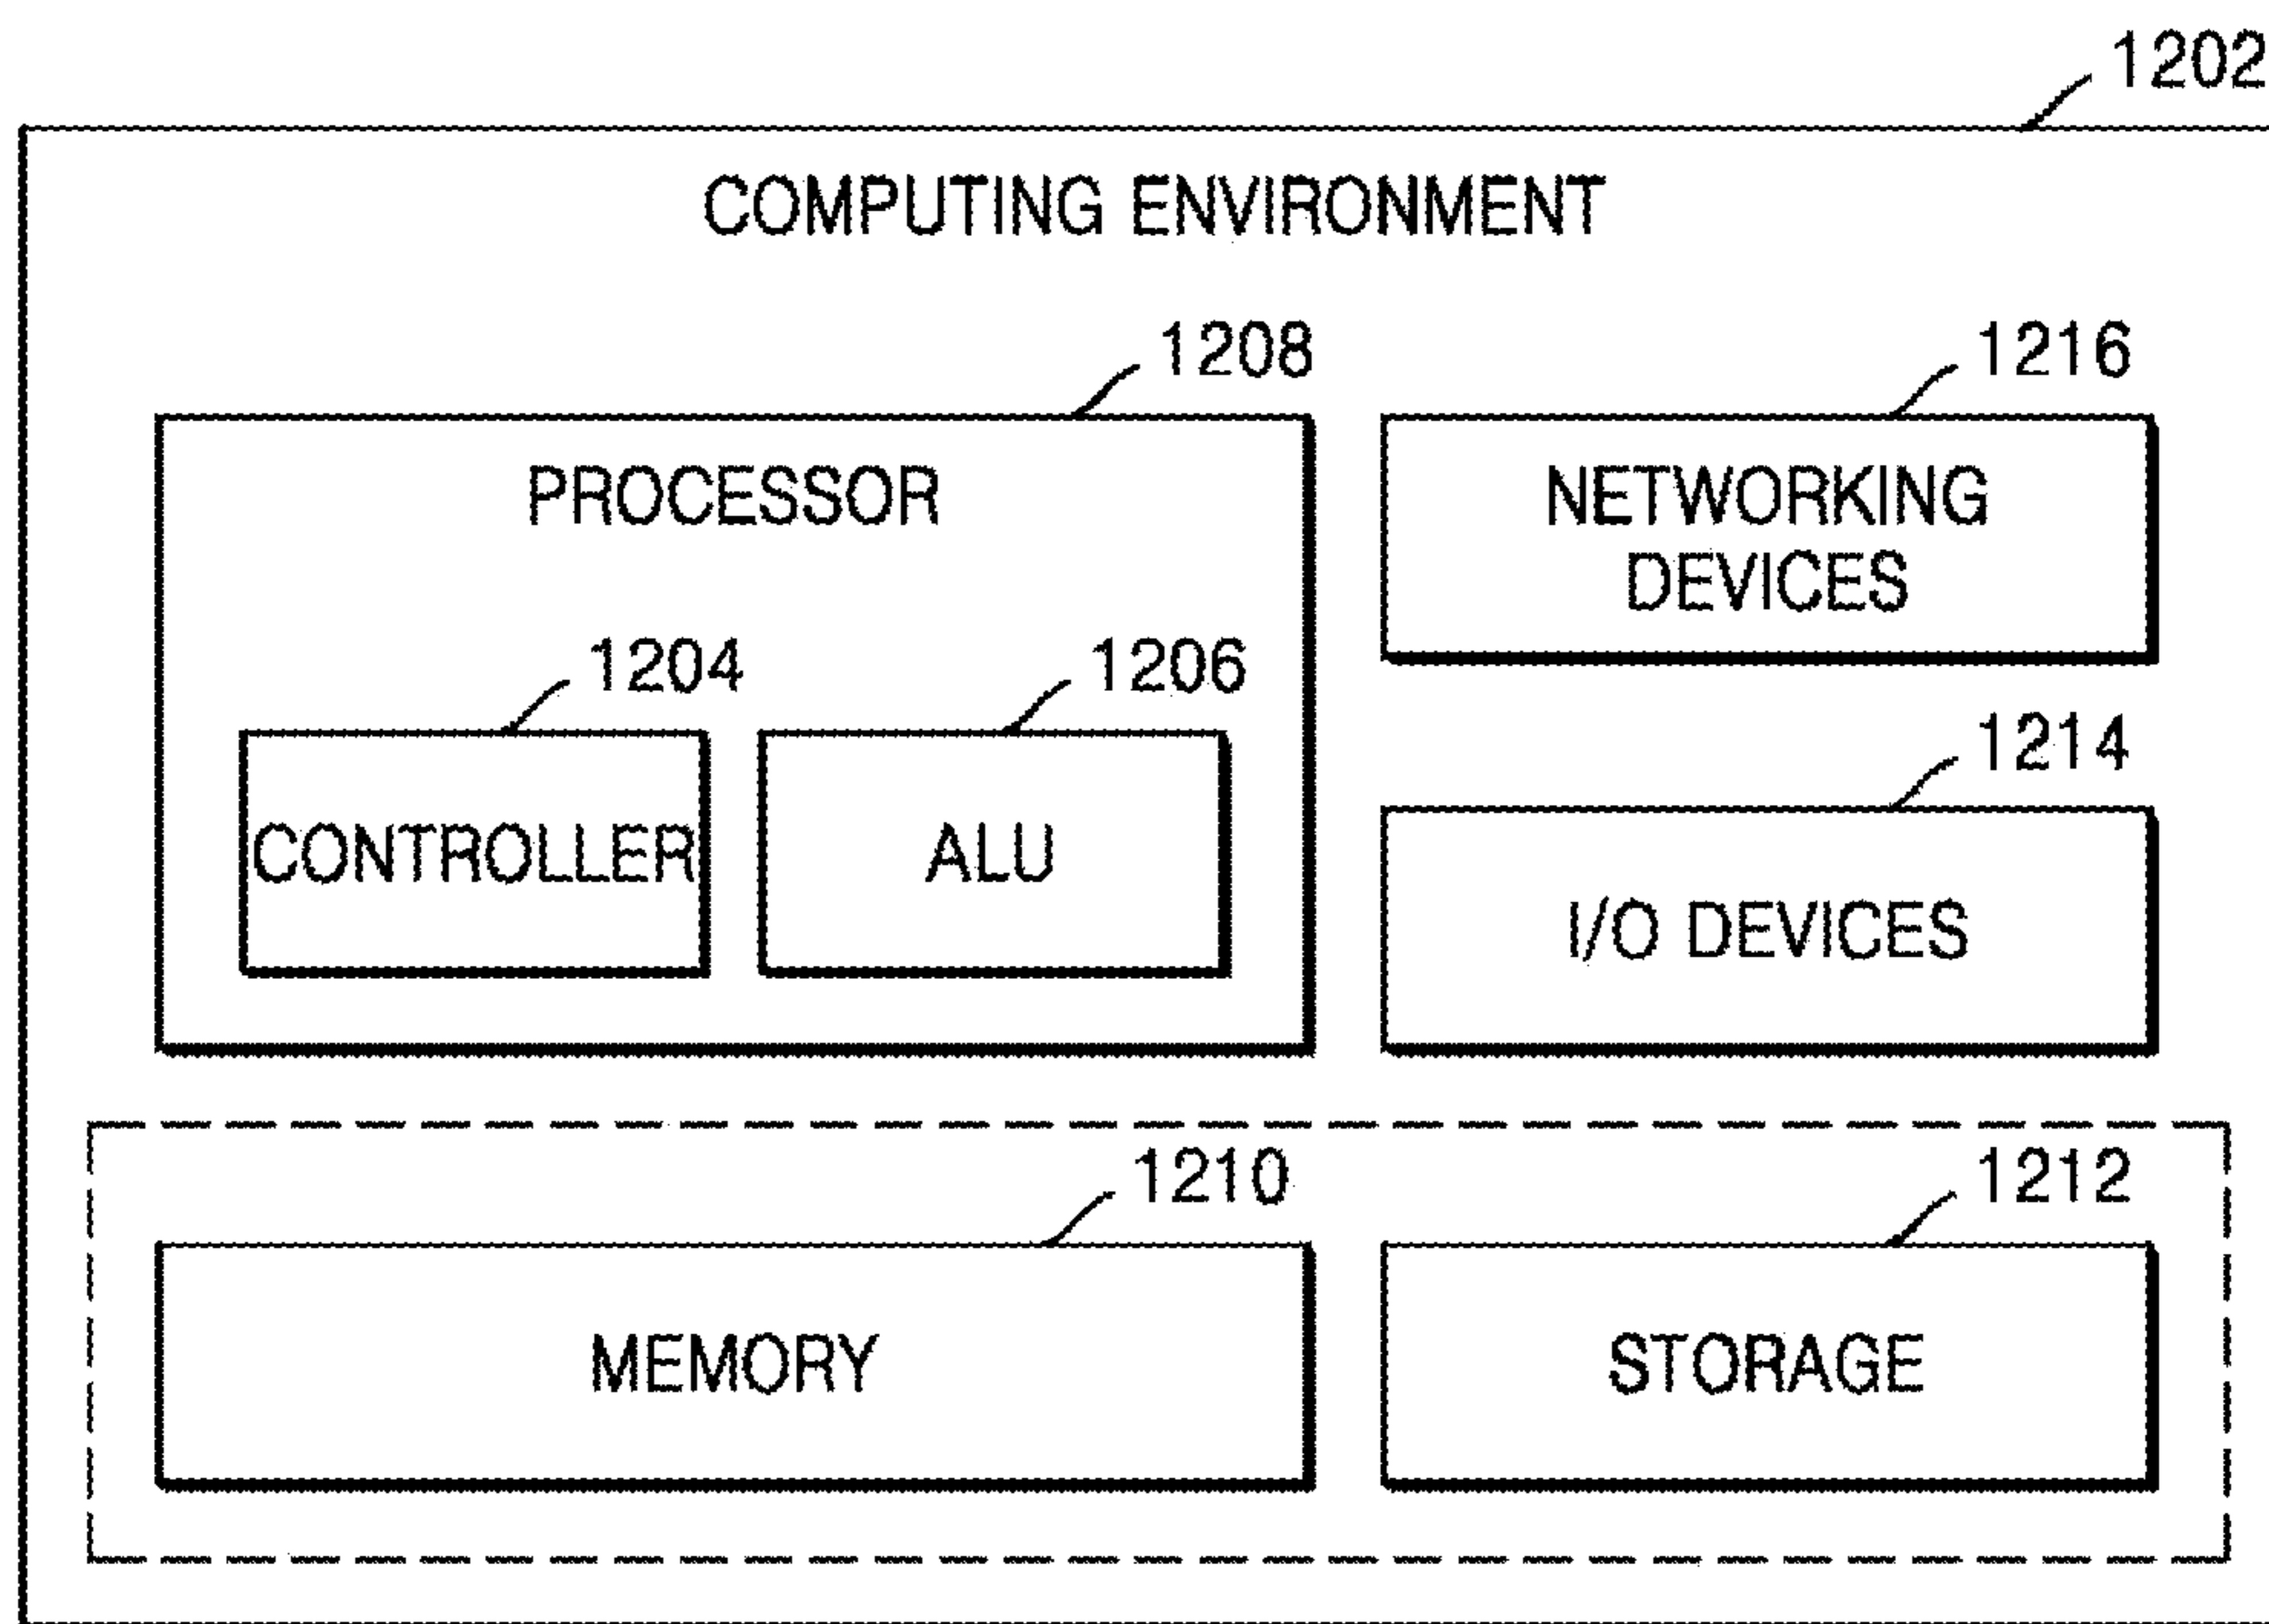 1202
COMPUTING ENVIRONMENT
1208
PROCESSOR
1204
1206
CONTROLLER
ALU
1216
NETWORKING
DEVICES
1214
I/O DEVICES
1210
MEMORY
1212
STORAGE